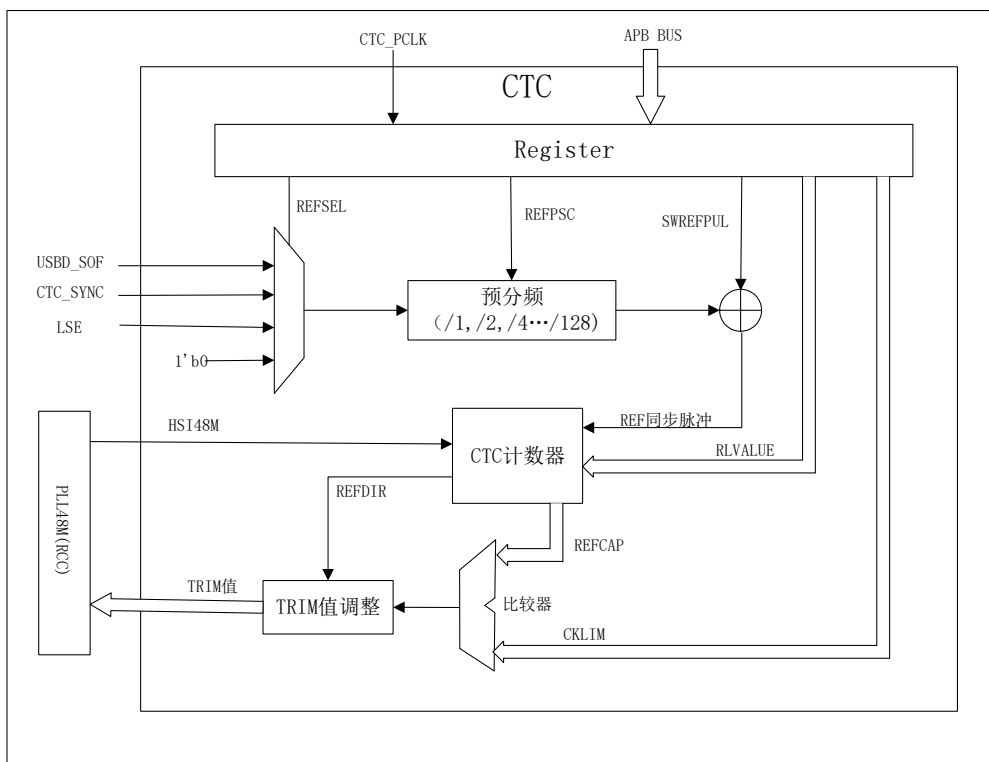 CTC_PCLK
APB BUS
CTC
Register
REFSEL
REFPSC
SWREFPUL
USBD_SOF
CTC_SYNC
LSE
1'b0
预分频
(/1,/2,/4…/128)
HSI48M
REF同步脉冲
CTC计数器
RLVALUE
REFDIR
PLL48M(RCC)
REFCAP
TRIM值
TRIM值调整
比较器
CKLIM